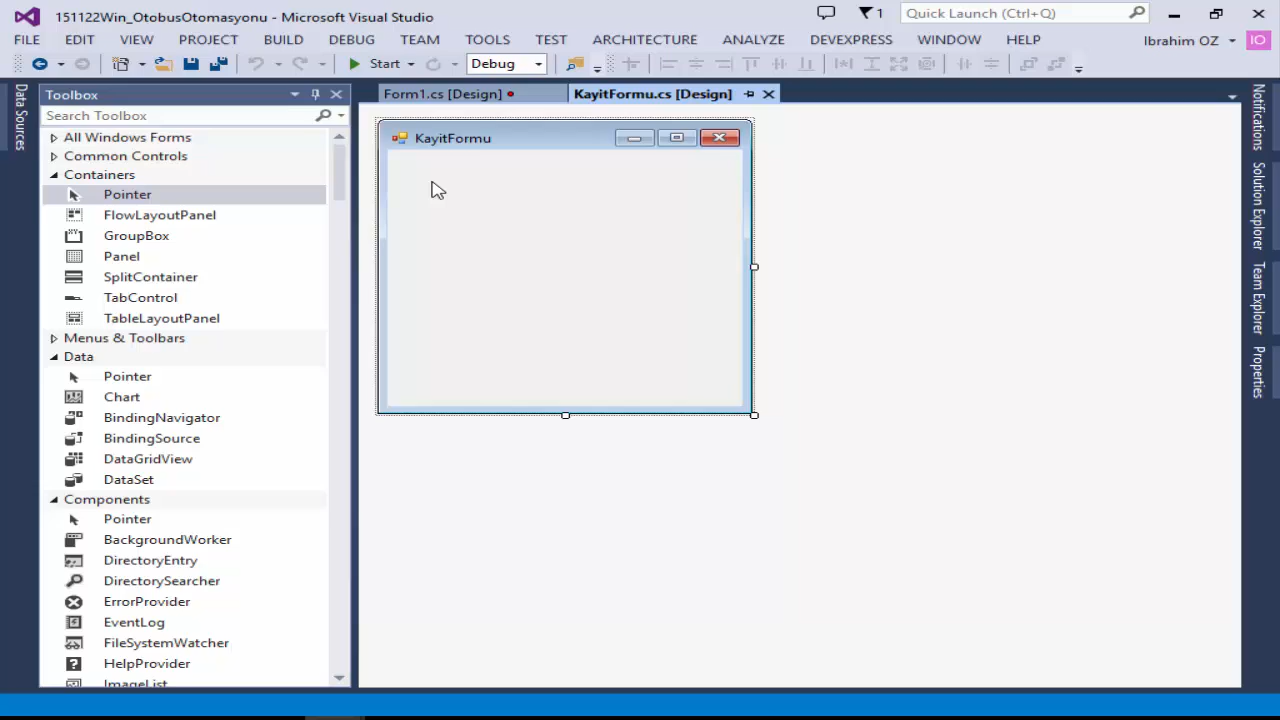 151122Win_OtobusOtomasyonu - Microsoft Visual Studio
1
Quick Launch (Ctrl+Q)
FILE EDIT VIEW PROJECT BUILD DEBUG TEAM TOOLS TEST ARCHITECTURE ANALYZE DEVEXPRESS WINDOW HELP Ibrahim OZ IO
Start Debug
Data Sources
Toolbox
Search Toolbox
All Windows Forms
Common Controls
Containers
Pointer
FlowLayoutPanel
GroupBox
Panel
SplitContainer
TabControl
TableLayoutPanel
Menus & Toolbars
Data
Pointer
Chart
BindingNavigator
BindingSource
DataGridView
DataSet
Components
Pointer
BackgroundWorker
DirectoryEntry
DirectorySearcher
ErrorProvider
EventLog
FileSystemWatcher
HelpProvider
ImageList
Form1.cs [Design] KayitFormu.cs [Design]
KayitFormu
Notifications
Solution Explorer
Team Explorer
Properties